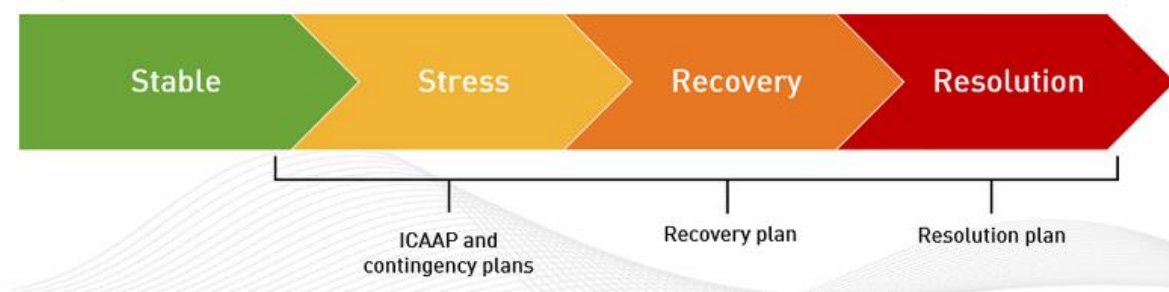 Stable
Stress
Recovery
Resolution
ICAAP and
contingency plans
Recovery plan
Resolution plan